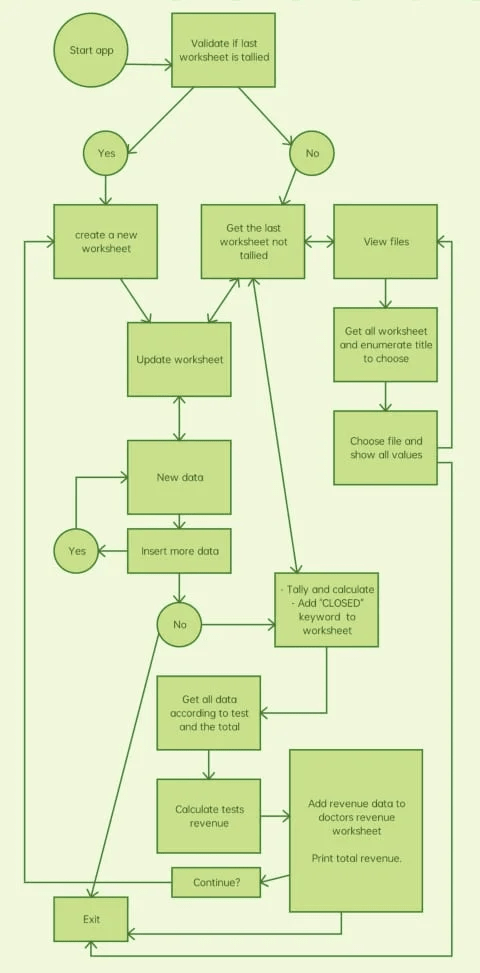 Start app
Validate if last
worksheet is tallied
Yes
No
create a new
worksheet
Get the last
worksheet not
tallied
View files
Update worksheet
Get all worksheet
and enumerate title
to choose
Choose file and
show all values
New data
Yes
Insert more data
No
- Tally and calculate
- Add "CLOSED"
keyword to
worksheet
Get all data
according to test
and the total
Calculate tests
revenue
Add revenue data to
doctors revenue
worksheet
Print total revenue.
Continue?
Exit